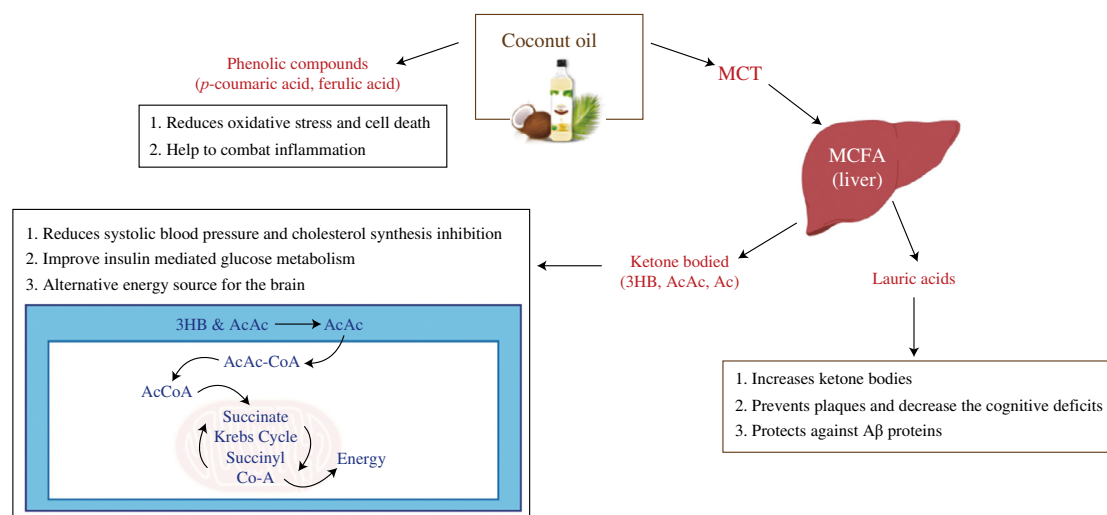 Coconut oil
Phenolic compounds
(p-coumaric acid, ferulic acid)
MCT
1. Reduces oxidative stress and cell death
2. Help to combat inflammation
MCFA
(liver)
1. Reduces systolic blood pressure and cholesterol synthesis inhibition
2. Improve insulin mediated glucose metabolism
3. Alternative energy source for the brain
Ketone bodied
(3HB, AcAc, Ac)
Lauric acids
3HB & AcAc
AcAc
AcAc-CoA
AcCoA
Succinate
Krebs Cycle
Succinyl
Co-A
Energy
1. Increases ketone bodies
2. Prevents plaques and decrease the cognitive deficits
3. Protects against Aβ proteins